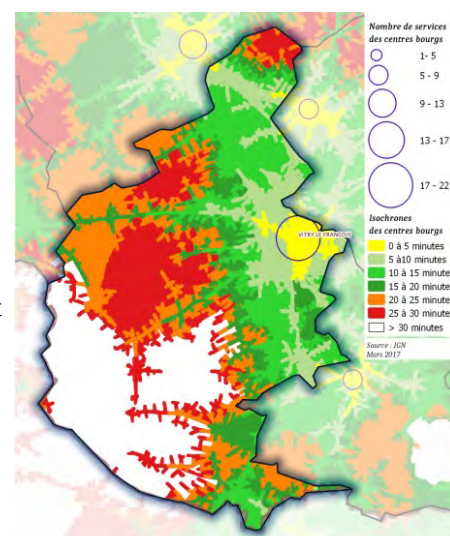 Nombre de services
des centres bourgs
1- 5
5 - 9
9 - 13
13 - 17
17 - 22
Isochrones
des centres bourgs
0 à 5 minutes
5 à10 minutes
10 à 15 minute
15 à 20 minute
20 à 25 minute
25 à 30 minute
> 30 minutes
Source : IGN
Mars 2017
VITRY LE FRANCOIS